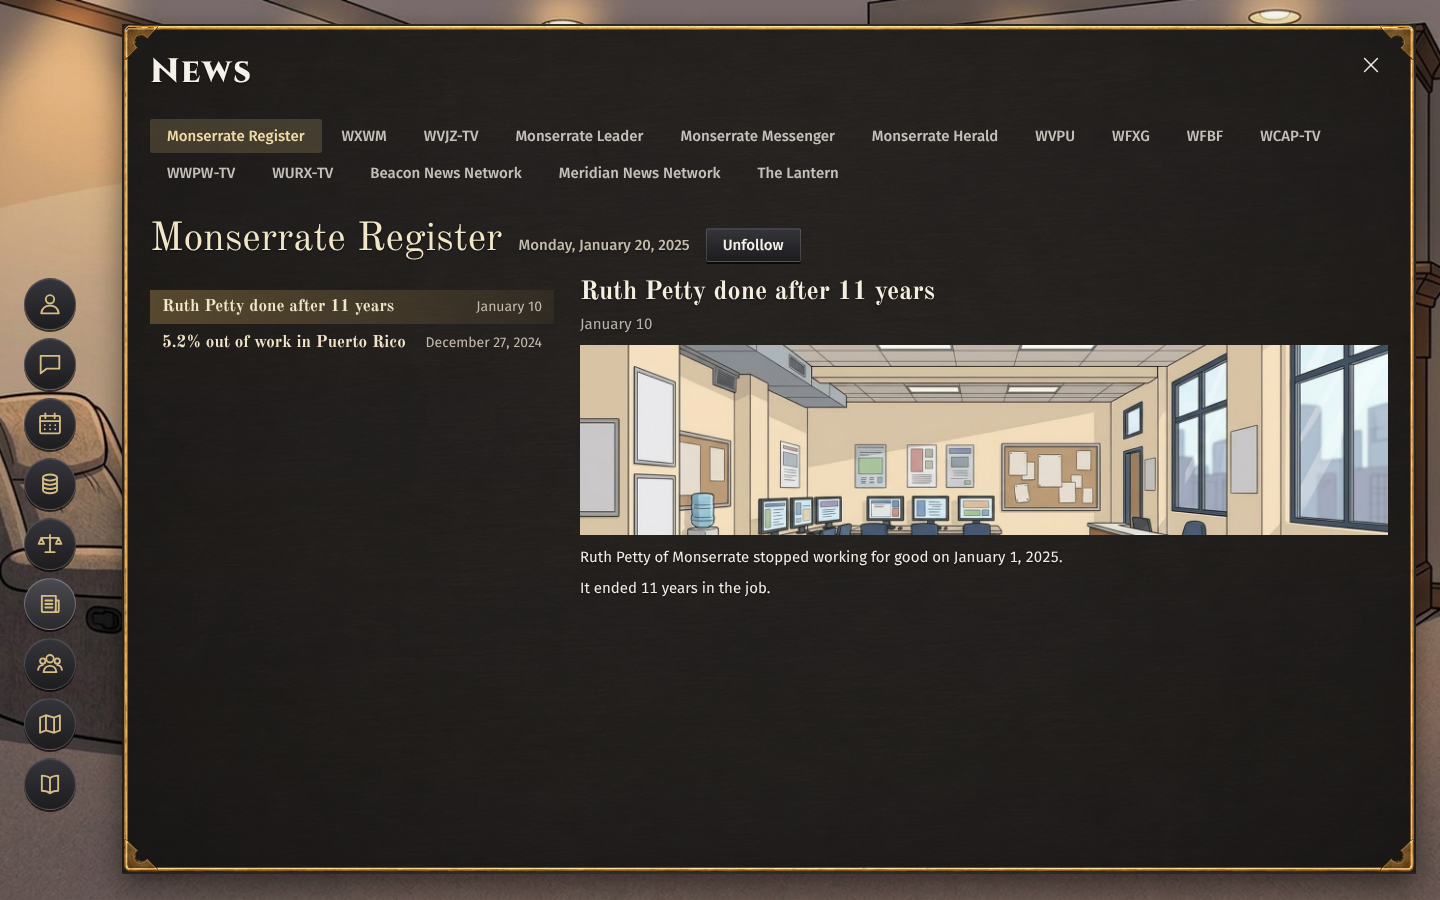 News
Monserrate Register
WXWM
WVJZ-TV
Monserrate Leader
Monserrate Messenger
Monserrate Herald
WVPU
WFXG
WFBF
WCAP-TV
WWPW-TV
WURX-TV
Beacon News Network
Meridian News Network
The Lantern
Monserrate Register
Monday, January 20, 2025
Unfollow
Ruth Petty done after 11 years
January 10
5.2% out of work in Puerto Rico
December 27, 2024
Ruth Petty done after 11 years
January 10
Ruth Petty of Monserrate stopped working for good on January 1, 2025.
It ended 11 years in the job.